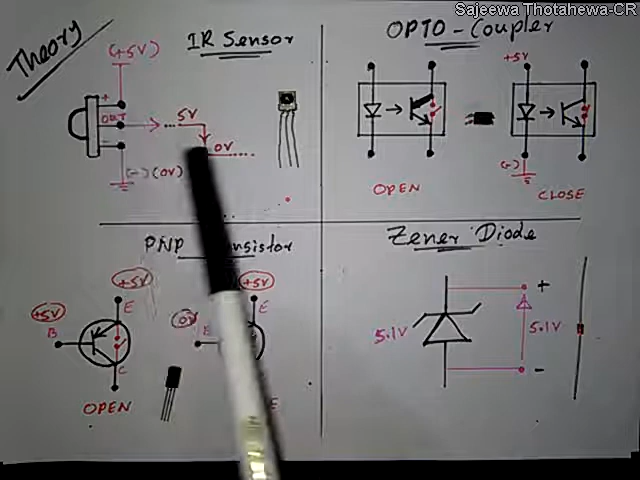 Sajeewa Thotahewa-CR
Theory
IR Sensor
(+5V)
+
OUT
5V
0V
(-) (0V)
OPTO - Coupler
+5V
(-)
OPEN
CLOSE
PNP
+5V
+5V
B
E
C
OPEN
+5V
0V
E
E
Zener Diode
5.1V
+
5.1V
-